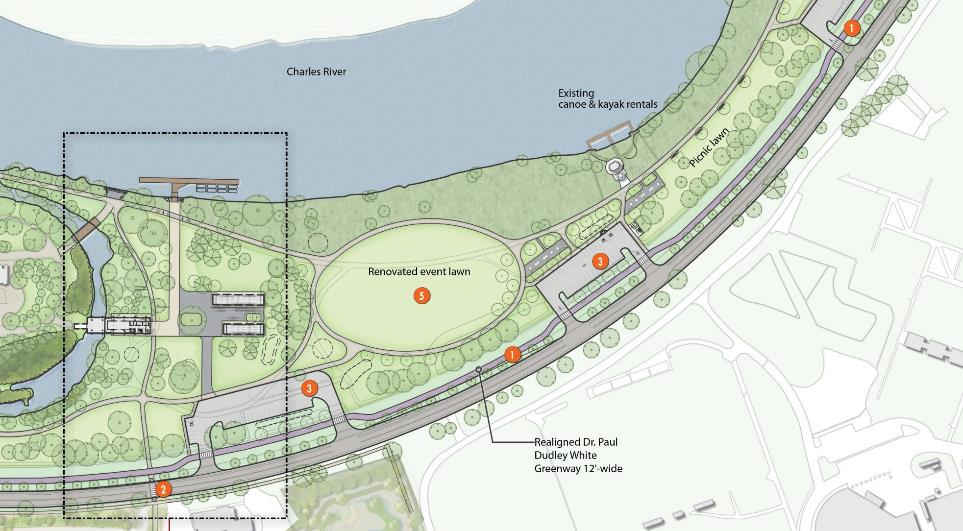 1
Charles River
Existing
canoe & kayak rentals
Picnic lawn
3
Renovated event lawn
5
1
3
Realigned Dr. Paul
Dudley White
Greenway 12'-wide
2